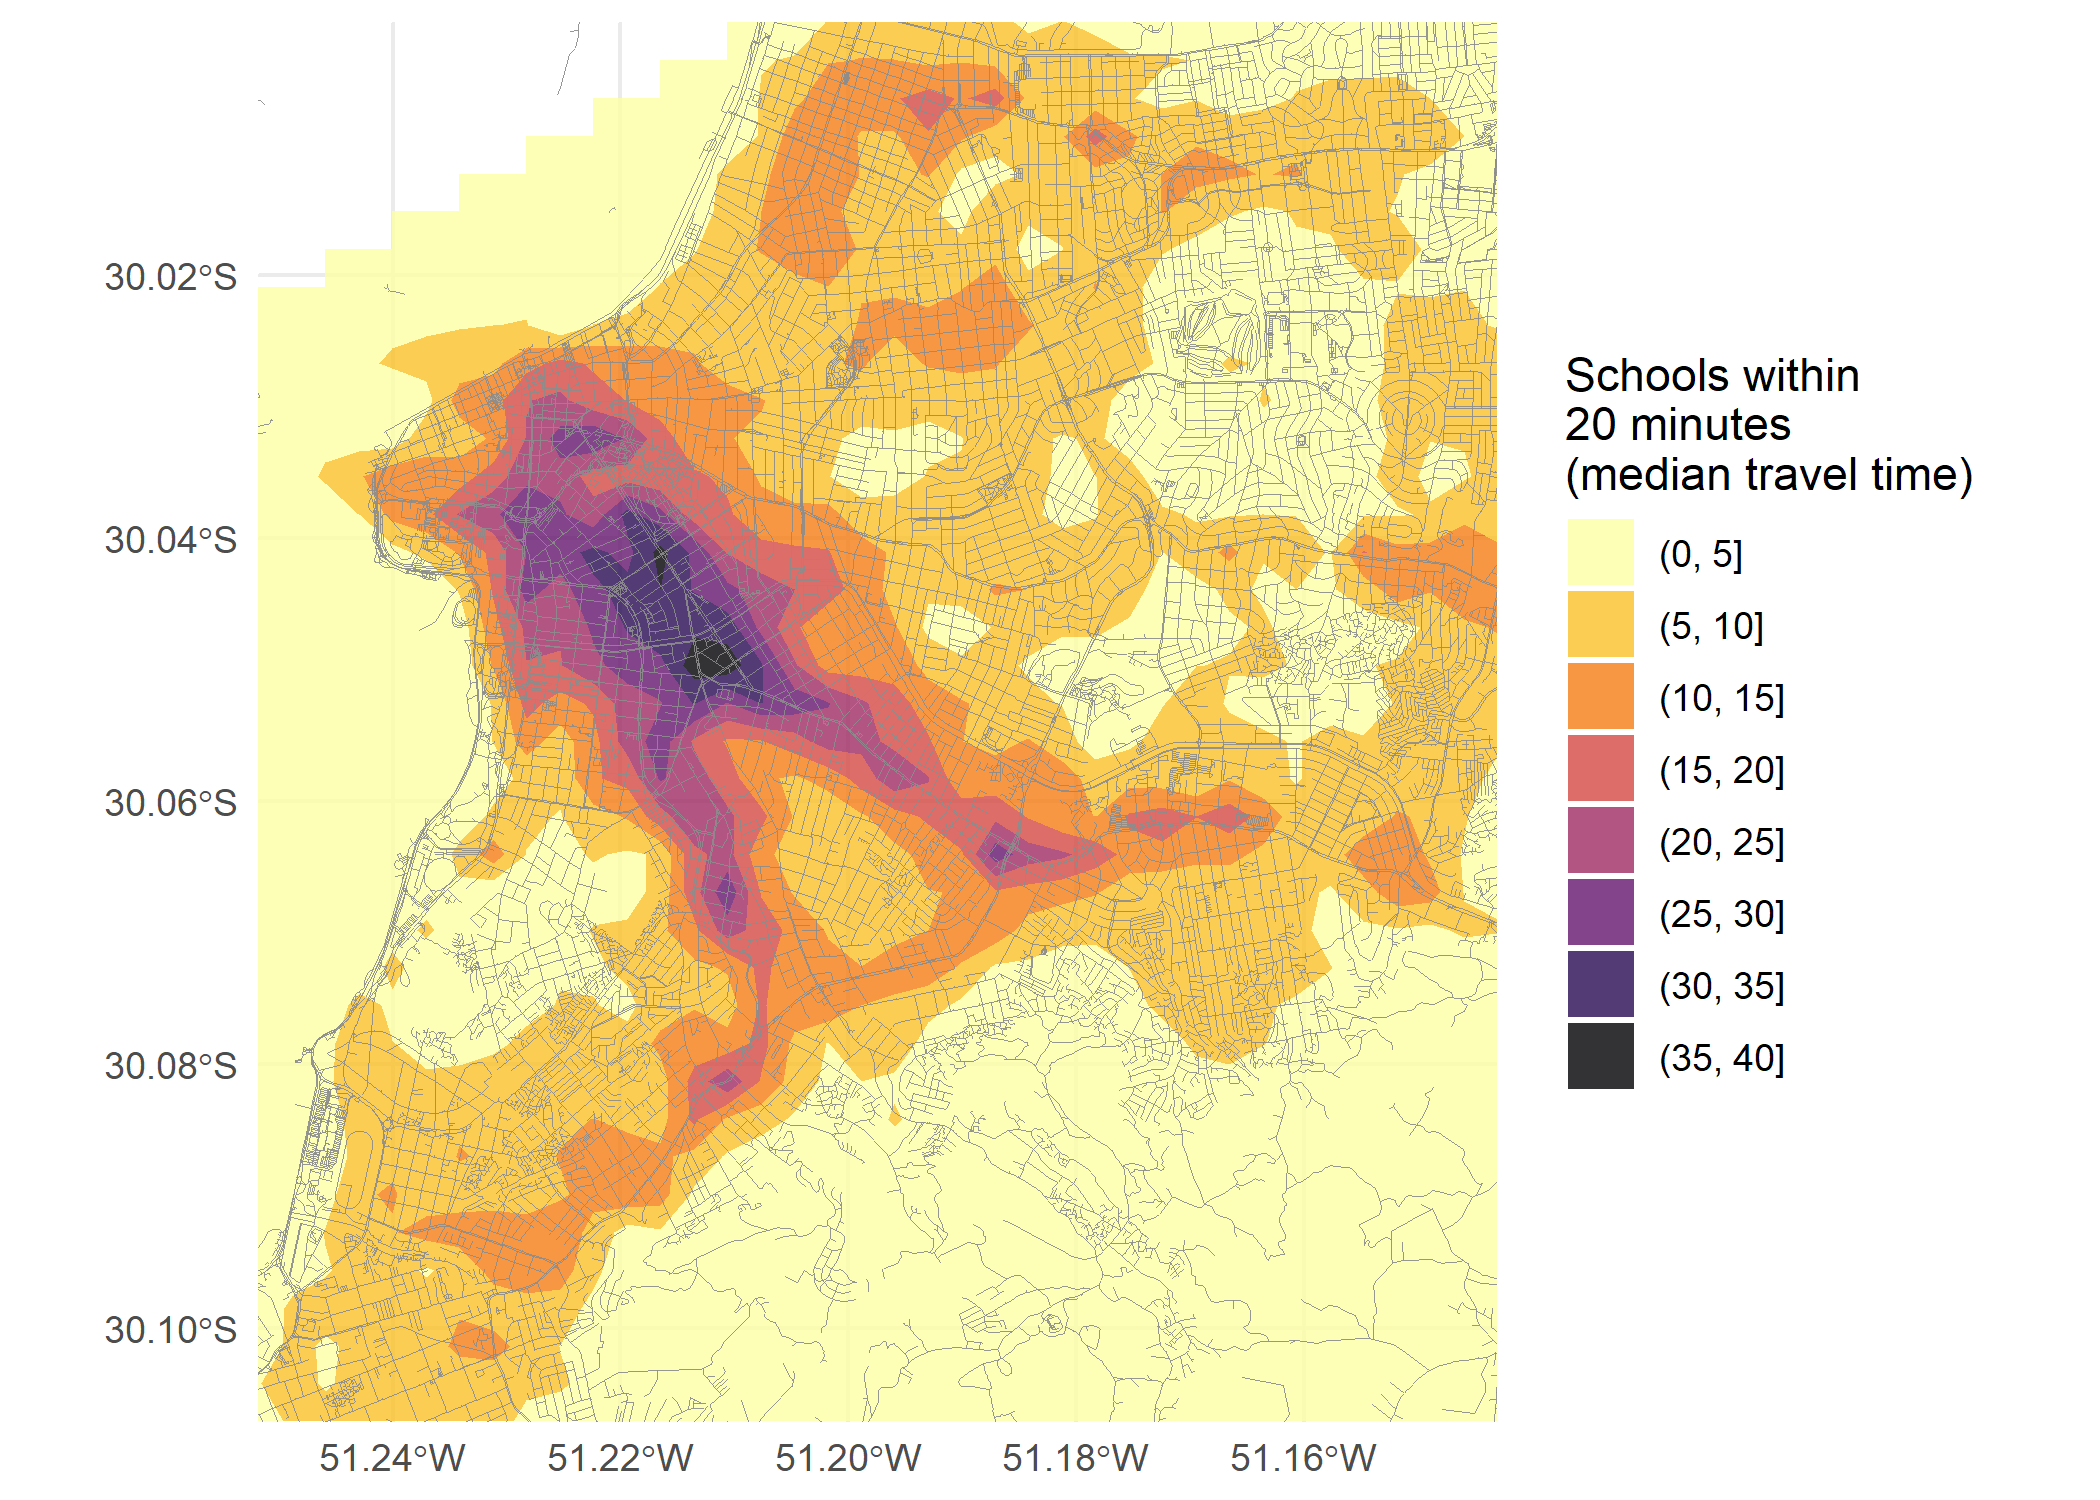 30.02°S
30.04°S
30.06°S
30.08°S
30.10°S
51.24°W
51.22°W
51.20°W
51.18°W
51.16°W
Schools within
20 minutes
(median travel time)
(0, 5]
(5, 10]
(10, 15]
(15, 20]
(20, 25]
(25, 30]
(30, 35]
(35, 40]